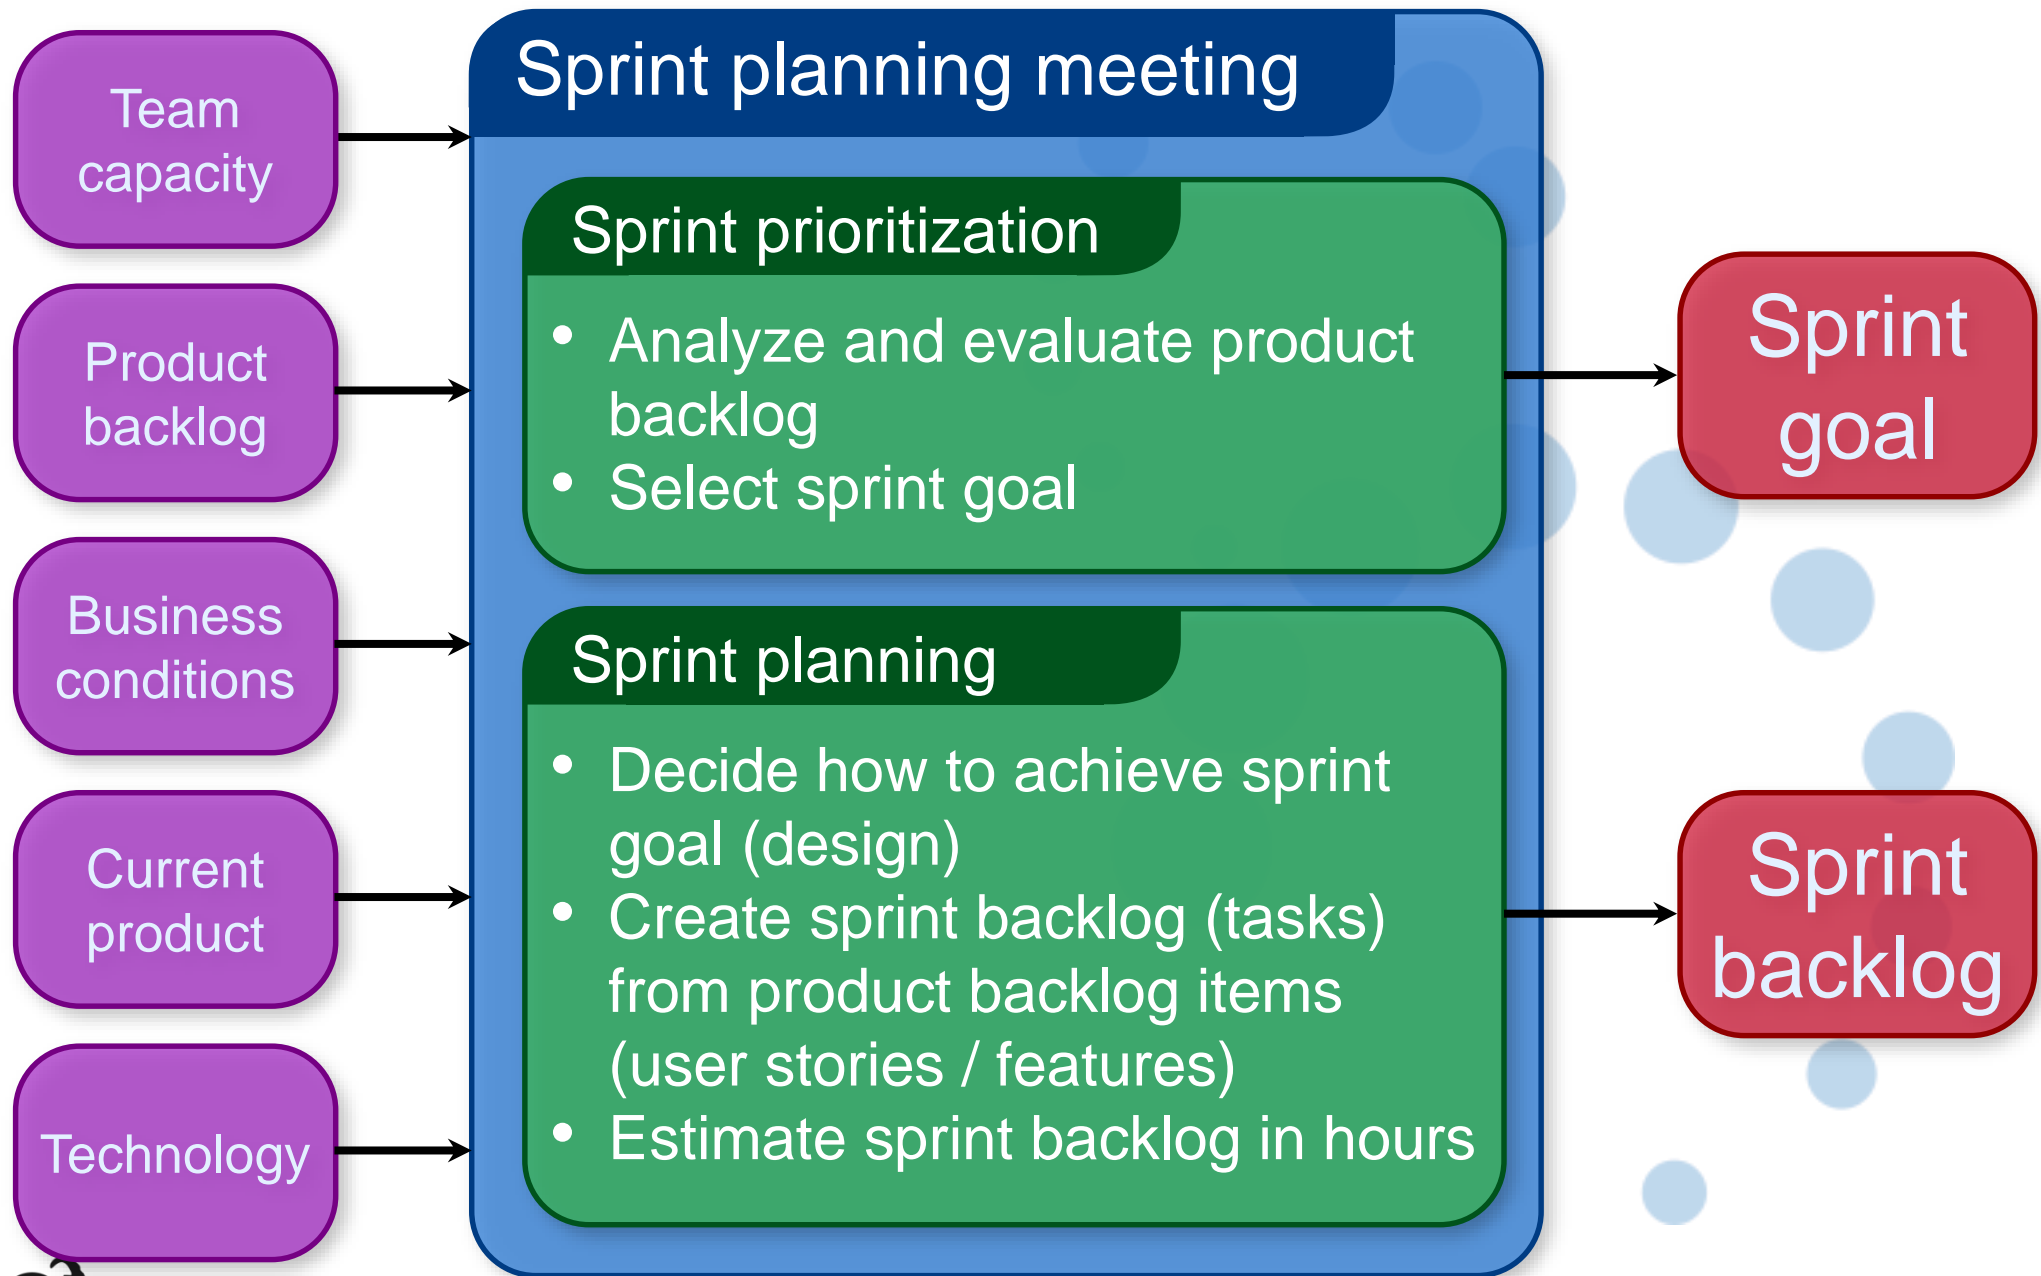 Team
capacity
Product
backlog
Business
conditions
Current
product
Technology
Sprint planning meeting
Sprint prioritization
• Analyze and evaluate product
backlog
• Select sprint goal
Sprint planning
• Decide how to achieve sprint
goal (design)
• Create sprint backlog (tasks)
from product backlog items
(user stories / features)
• Estimate sprint backlog in hours
Sprint
goal
Sprint
backlog